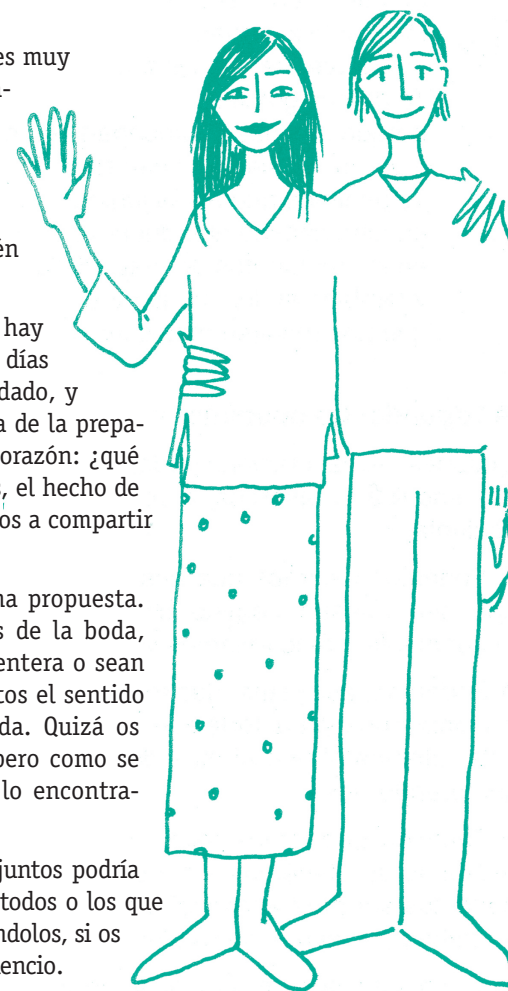 es muy
-
én
hay
días
dado, y
a de la prepa-
orazón: ¿qué
, el hecho de
os a compartir
na propuesta.
s de la boda,
entera o sean
tos el sentido
da. Quizá os
pero como se
lo encontra-
juntos podría
todos o los que
ndolos, si os
encio.